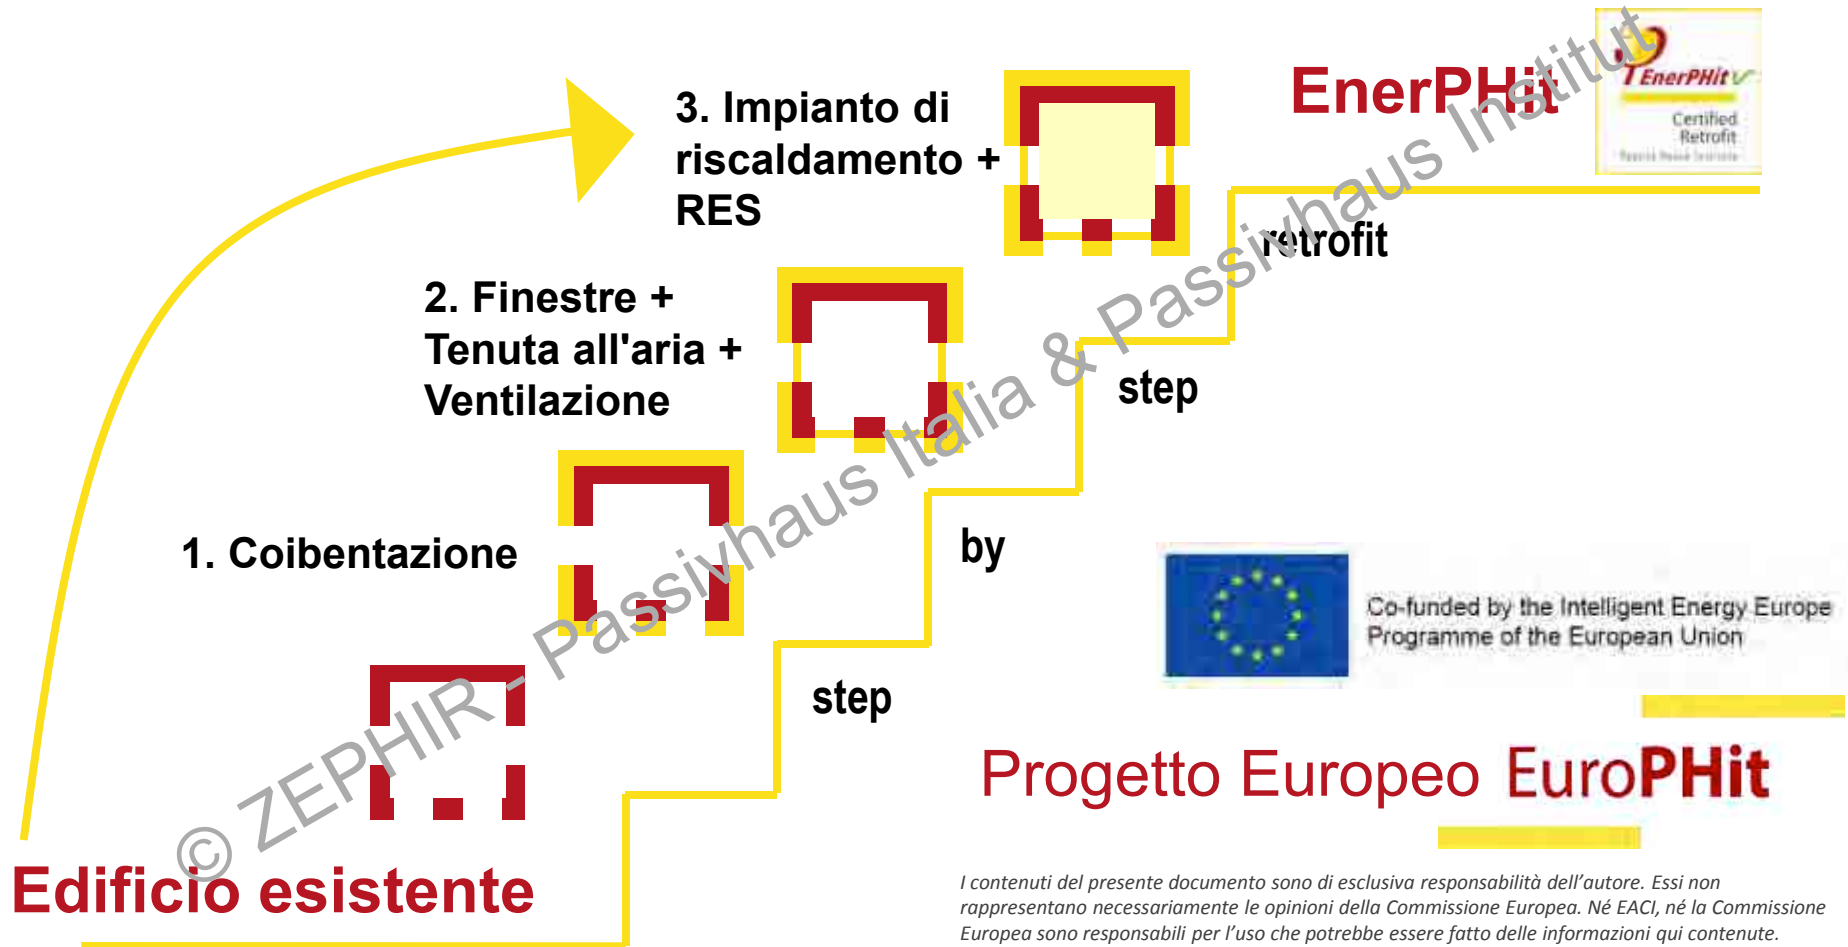 3. Impianto di
riscaldamento +
RES
EnerPHit
EnerPHit
Certified
Retrofit
Passive House Institute
retrofit
2. Finestre +
Tenuta all'aria +
Ventilazione
step
1. Coibentazione
by
Co-funded by the Intelligent Energy Europe
Programme of the European Union
step
Progetto Europeo EuroPHit
Edificio esistente
I contenuti del presente documento sono di esclusiva responsabilità dell’autore. Essi non
rappresentano necessariamente le opinioni della Commissione Europea. Né EACI, né la Commissione
Europea sono responsabili per l’uso che potrebbe essere fatto delle informazioni qui contenute.
© ZEPHIR - Passivhaus Italia & Passivhaus Institut